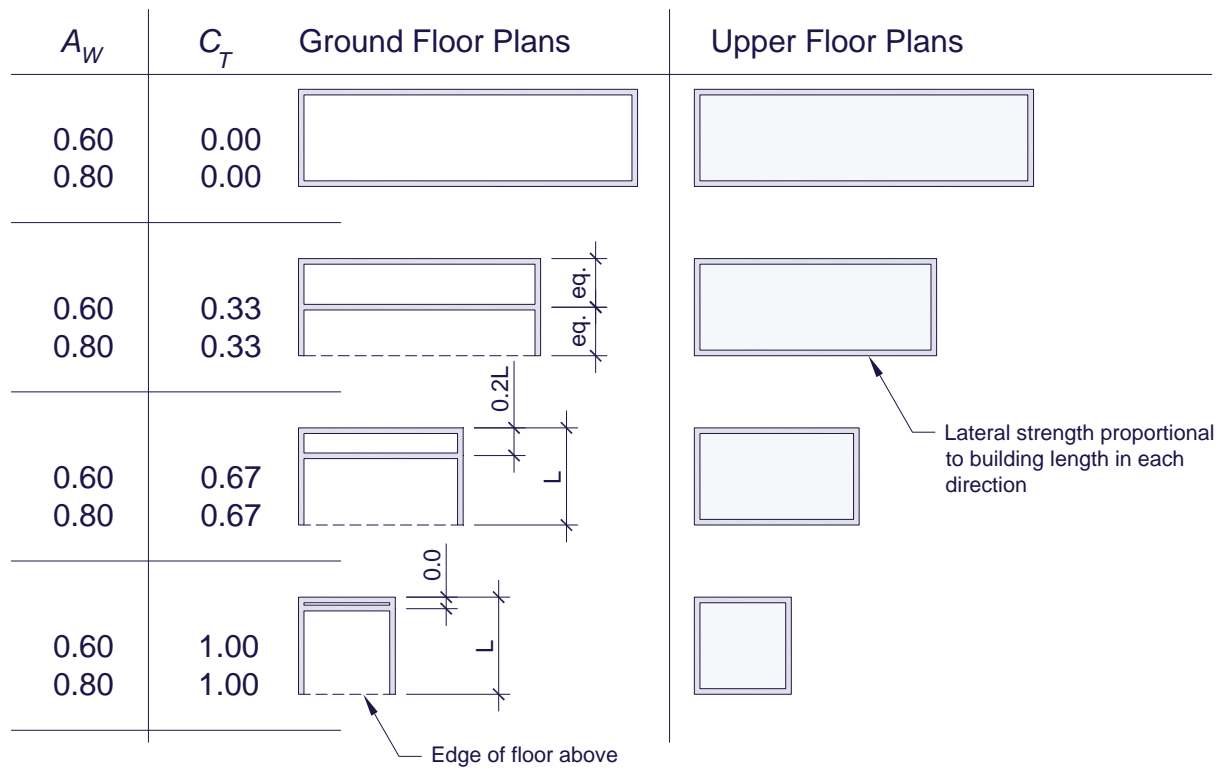 A_W C_T Ground Floor Plans Upper Floor Plans
0.60 0.00
0.80 0.00
0.60 0.33
0.80 0.33
eq.
eq.
0.2L
L
0.60 0.67
0.80 0.67
Lateral strength proportional
to building length in each
direction
0.0
L
0.60 1.00
0.80 1.00
Edge of floor above